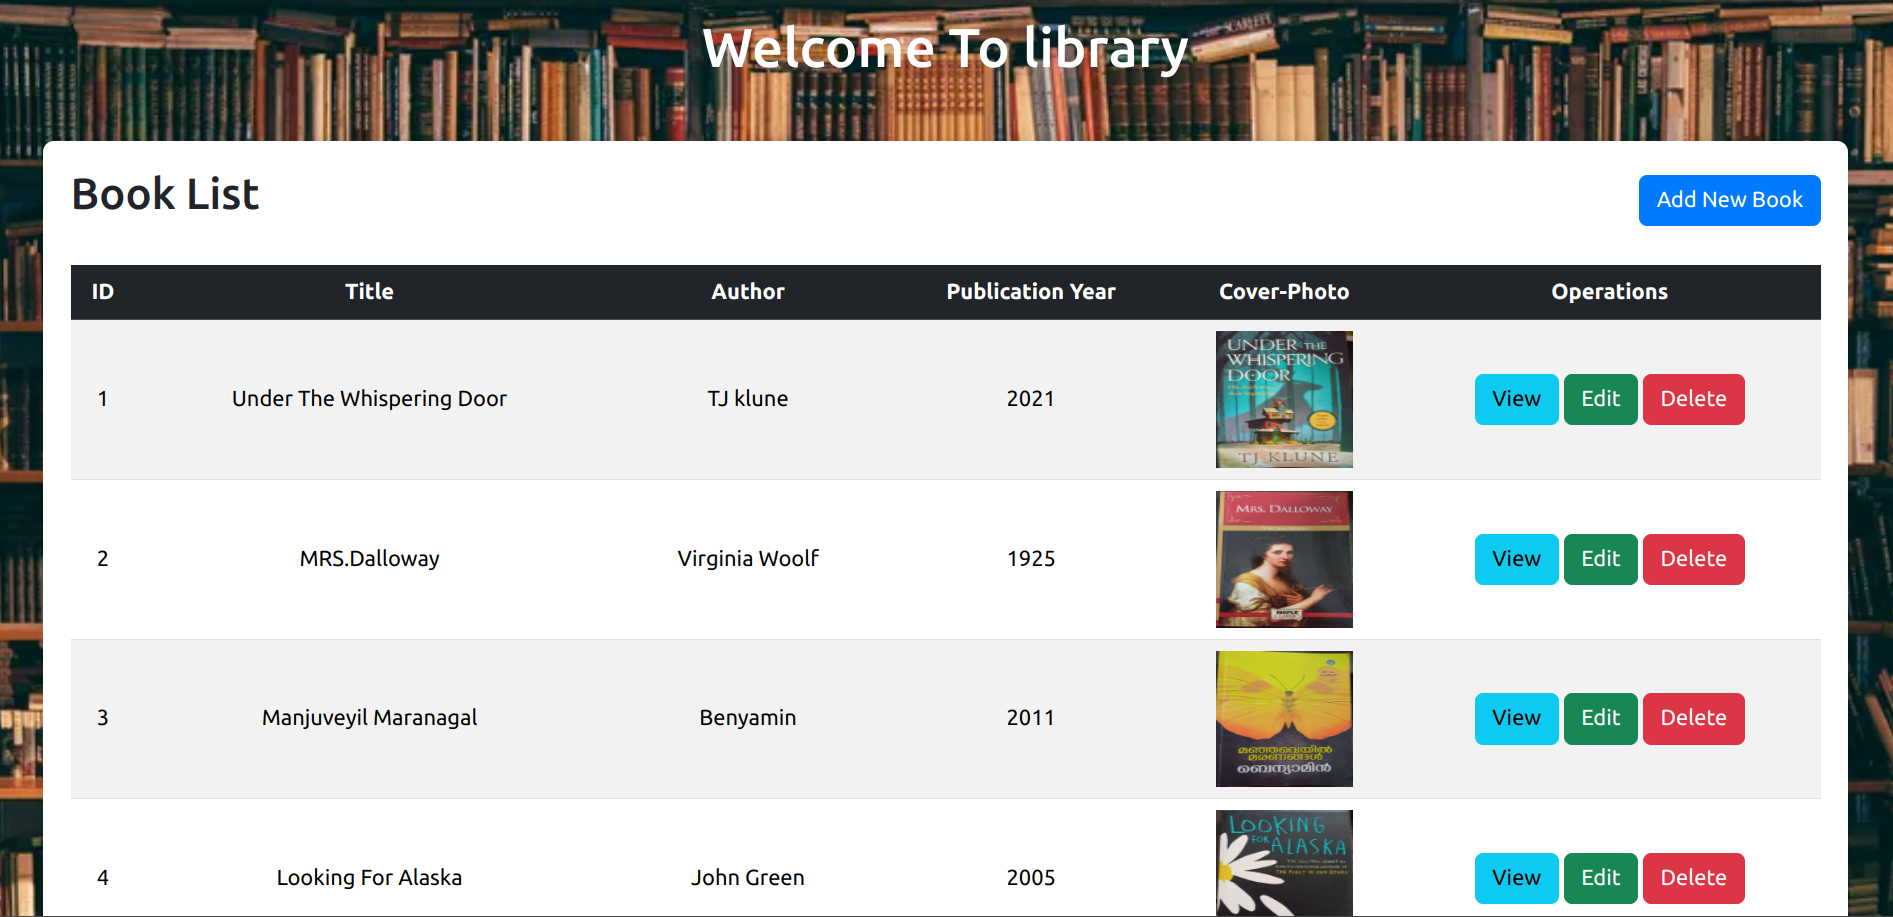 Welcome To library
Book List
Add New Book
ID Title Author Publication Year Cover-Photo Operations
UNDER THE
WHISPERING
DOOR
TJ KLUNE
1 Under The Whispering Door TJ klune 2021 View Edit Delete
MRS. DALLOWAY
2 MRS.Dalloway Virginia Woolf 1925 View Edit Delete
3 Manjuveyil Maranagal Benyamin 2011 View Edit Delete
മഞ്ഞവെയിൽ
മരണങ്ങൾ
ബെന്യാമിൻ
LOOKING
FOR ALASKA
4 Looking For Alaska John Green 2005 View Edit Delete